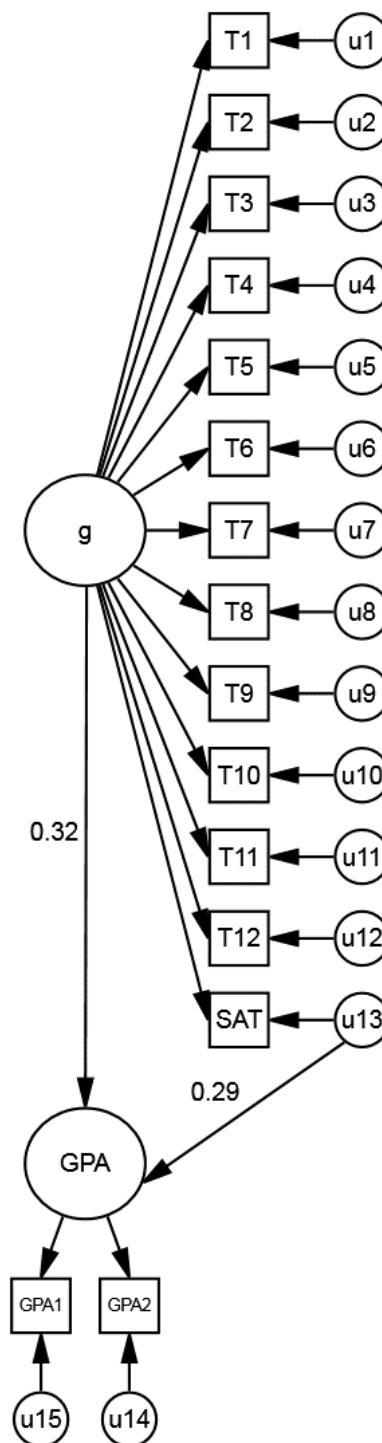 T1 u1
T2 u2
T3 u3
T4 u4
T5 u5
T6 u6
g T7 u7
T8 u8
T9 u9
T10 u10
0.32
T11 u11
T12 u12
SAT u13
0.29
GPA
GPA1 GPA2
u15 u14